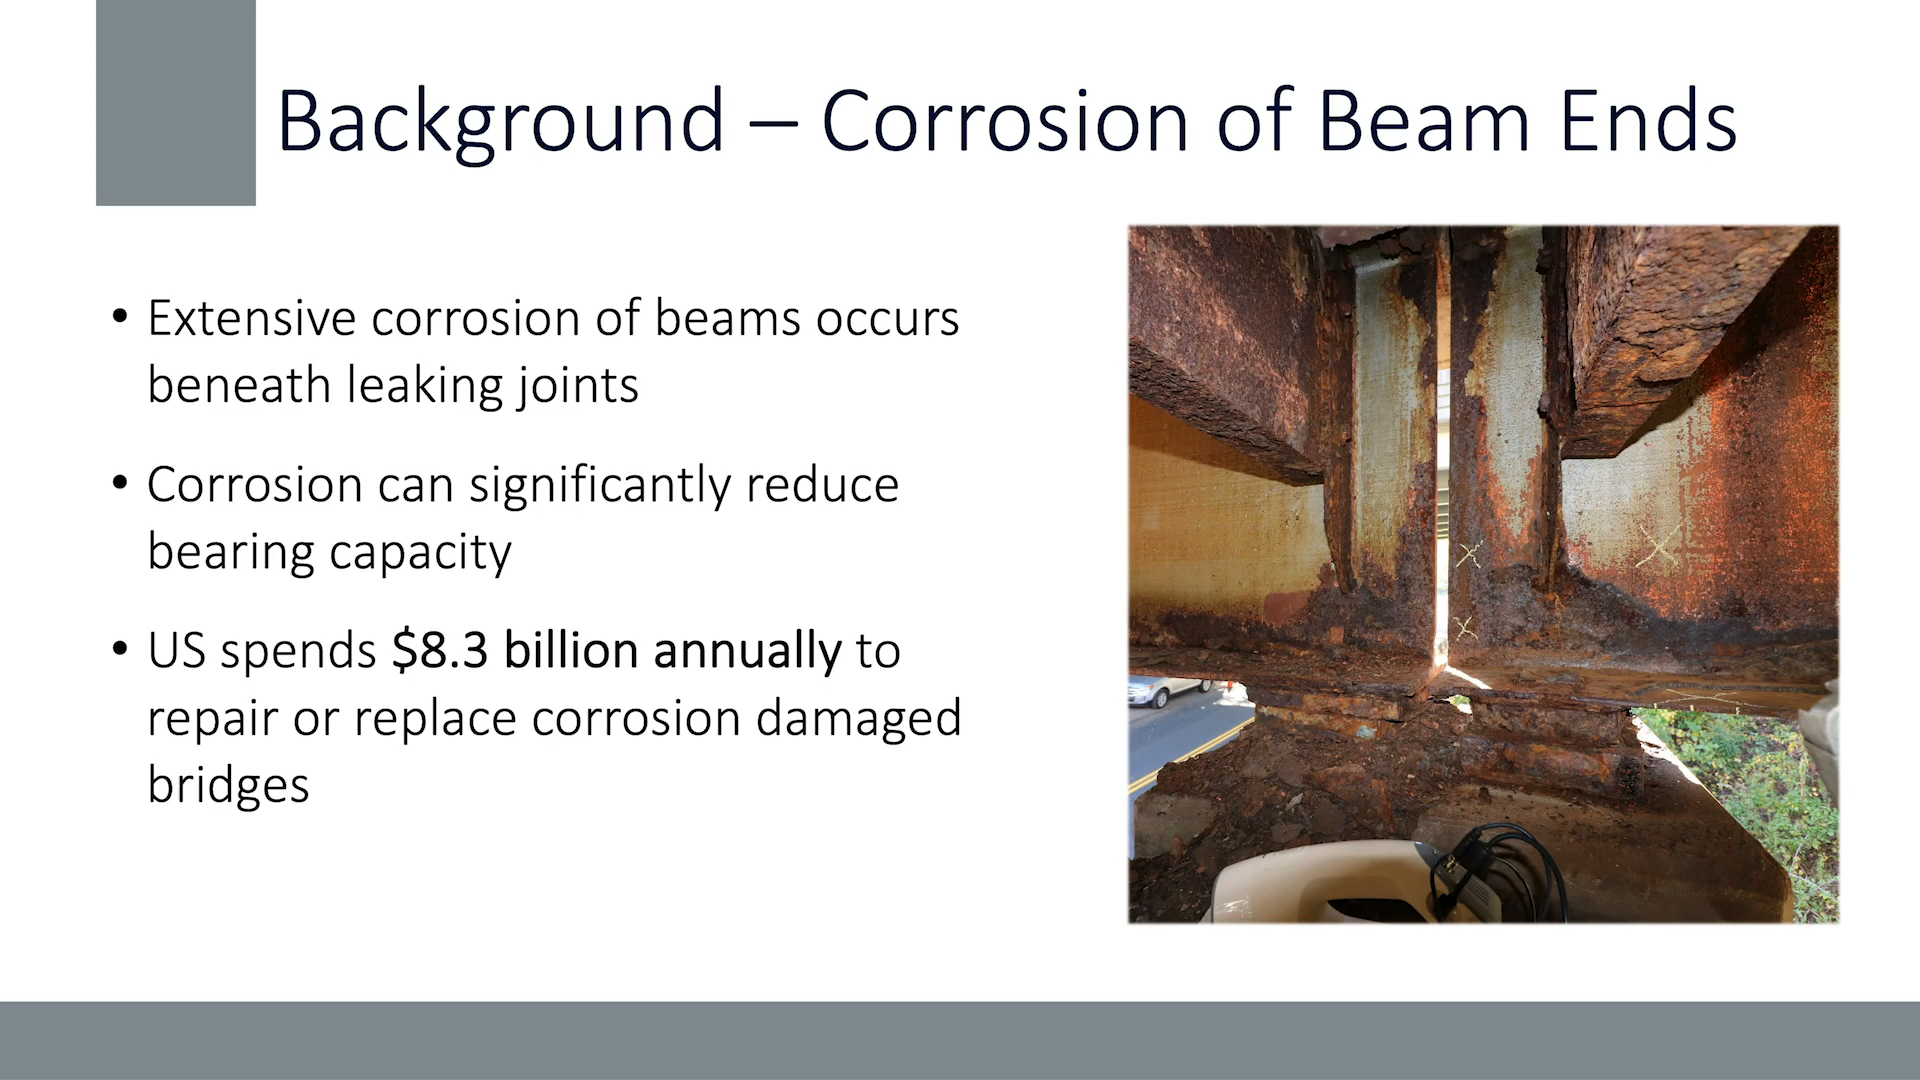 Background – Corrosion of Beam Ends
• Extensive corrosion of beams occurs
beneath leaking joints
• Corrosion can significantly reduce
bearing capacity
• US spends $8.3 billion annually to
repair or replace corrosion damaged
bridges